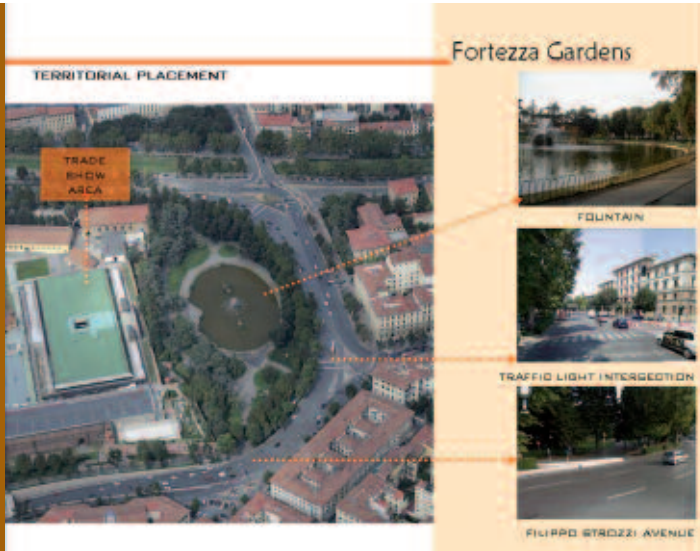 Fortezza Gardens
TERRITORIAL PLACEMENT
TRADE
SHOW
AREA
FOUNTAIN
TRAFFIC LIGHT INTERSECTION
FILIPPO STROZZI AVENUE